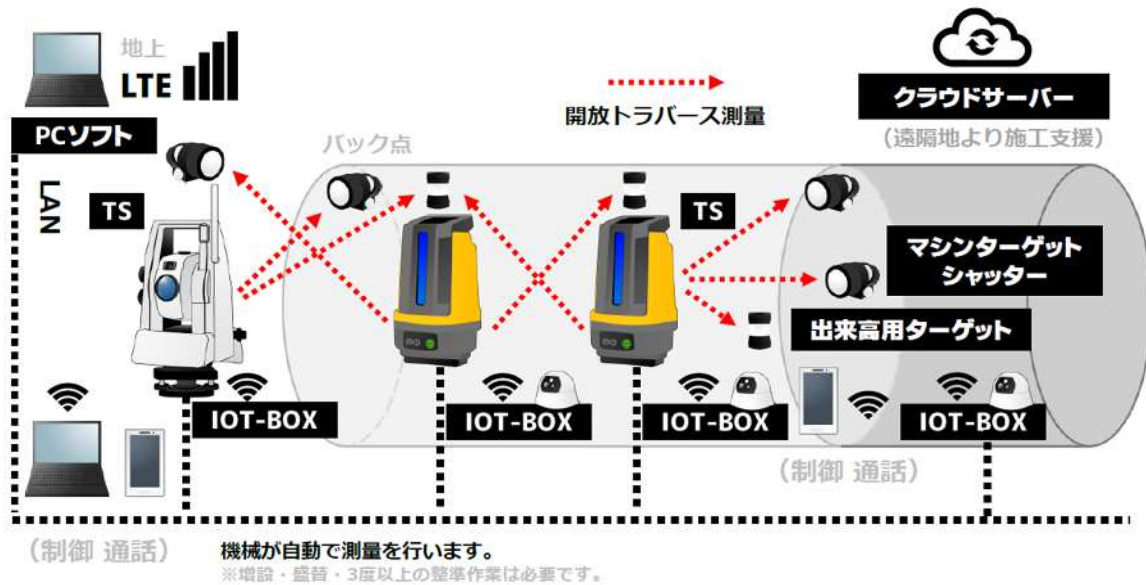 地上
LTE
PCソフト
LAN
TS
バック点
開放トラバース測量
クラウドサーバー
(遠隔地より施工支援)
TS
マシンターゲット
シャッター
出来高用ターゲット
IOT-BOX
IOT-BOX
IOT-BOX
IOT-BOX
(制御 通話)
(制御 通話)
機械が自動で測量を行います。
※増設・盛替・3度以上の整準作業は必要です。